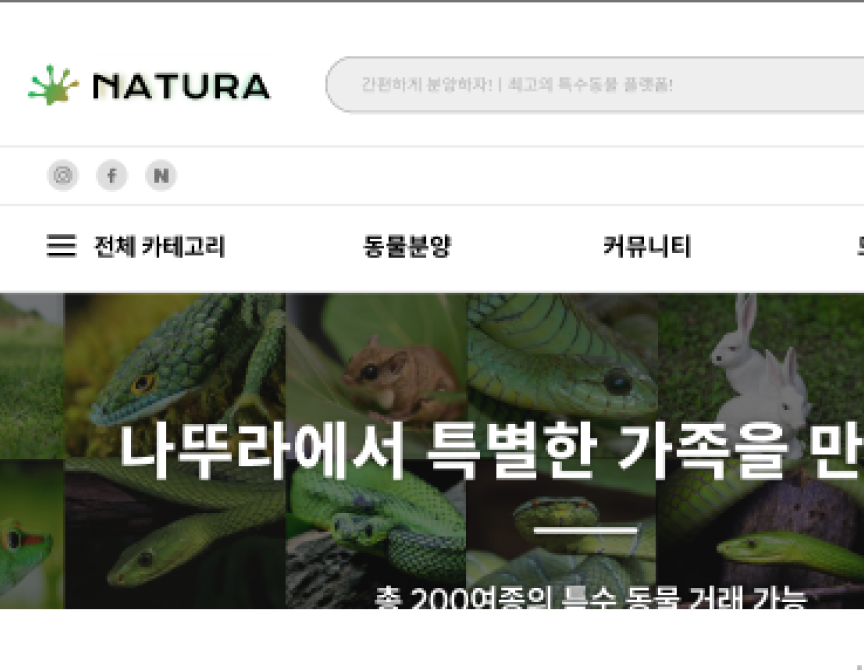 NATURA
간편하게 분양하자! | 최고의 특수동물 플랫폼!
전체 카테고리
동물분양
커뮤니티
나뚜라에서 특별한 가족을 만
총 200여종의 특수 동물 거래 가능